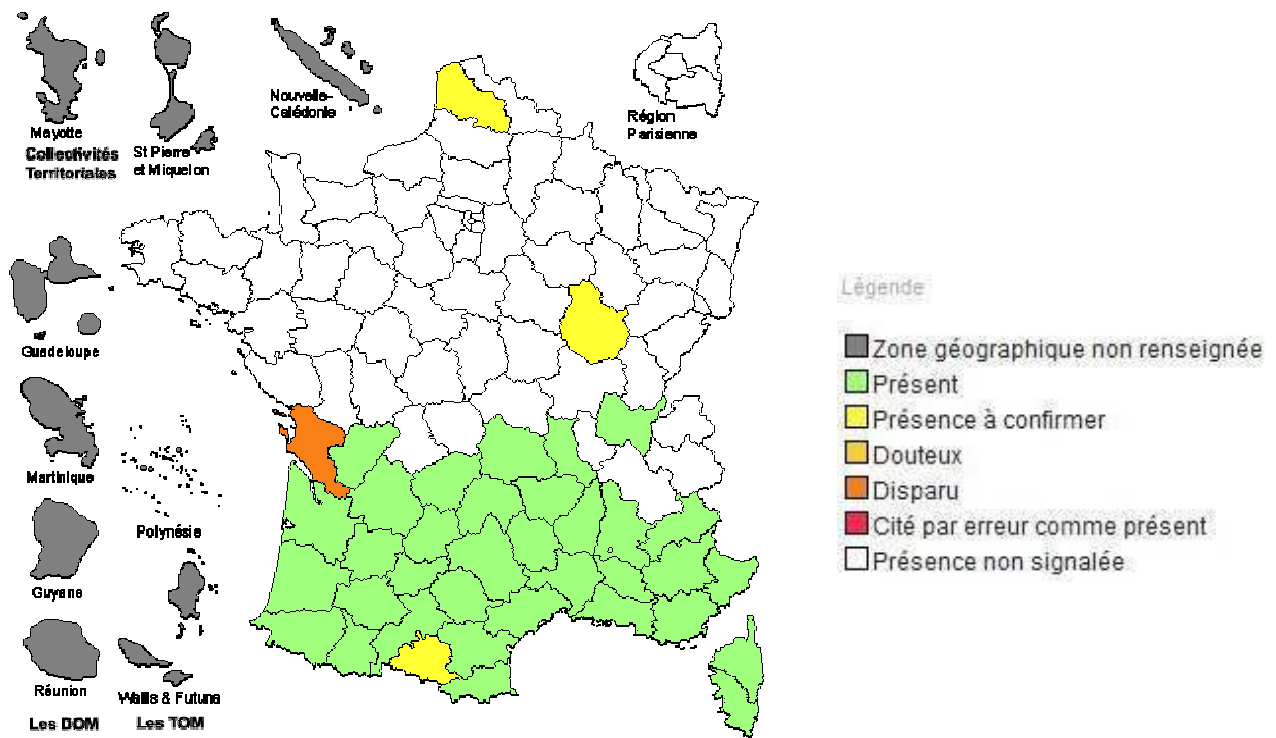 Mayotte
Collectivités
Territoriales
St Pierre
et Miquelon
Nouvelle-
Calédonie
Région
Parisienne
Guadeloupe
Martinique
Polynésie
Guyane
Réunion
Wallis & Futuna
Les DOM
Les TOM
Légende
Zone géographique non renseignée
Présent
Présence à confirmer
Douteux
Disparu
Cité par erreur comme présent
Présence non signalée